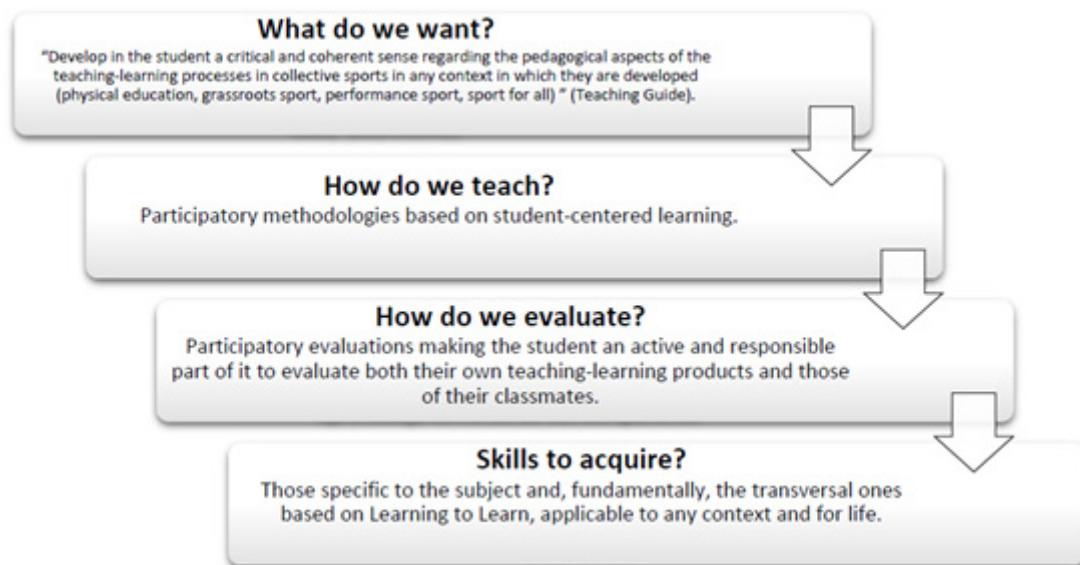 What do we want?
"Develop in the student a critical and coherent sense regarding the pedagogical aspects of the
teaching-learning processes in collective sports in any context in which they are developed
(physical education, grassroots sport, performance sport, sport for all) " (Teaching Guide).
How do we teach?
Participatory methodologies based on student-centered learning.
How do we evaluate?
Participatory evaluations making the student an active and responsible
part of it to evaluate both their own teaching-learning products and those
of their classmates.
Skills to acquire?
Those specific to the subject and, fundamentally, the transversal ones
based on Learning to Learn, applicable to any context and for life.